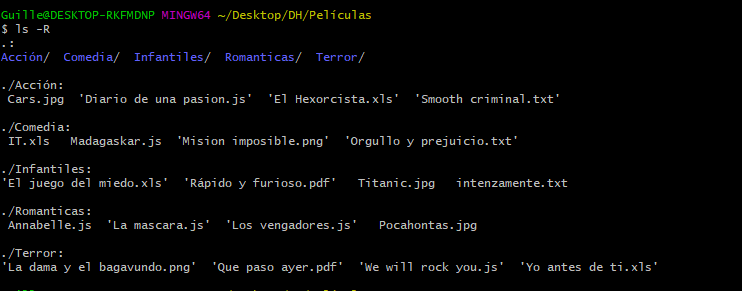 Guille@DESKTOP-RKFMDNP MINGW64 ~/Desktop/DH/Películas
$ ls -R
.:
Acción/  Comedia/  Infantiles/  Romanticas/  Terror/
./Acción:
Cars.jpg  'Diario de una pasion.js'  'El Hexorcista.xls'  'Smooth criminal.txt'
./Comedia:
IT.xls  Madagaskar.js  'Mision imposible.png'  'Orgullo y prejuicio.txt'
./Infantiles:
'El juego del miedo.xls'  'Rápido y furioso.pdf'  Titanic.jpg  intenzamente.txt
./Romanticas:
Annabelle.js  'La mascara.js'  'Los vengadores.js'  Pocahontas.jpg
./Terror:
'La dama y el bagavundo.png'  'Que paso ayer.pdf'  'We will rock you.js'  'Yo antes de ti.xls'